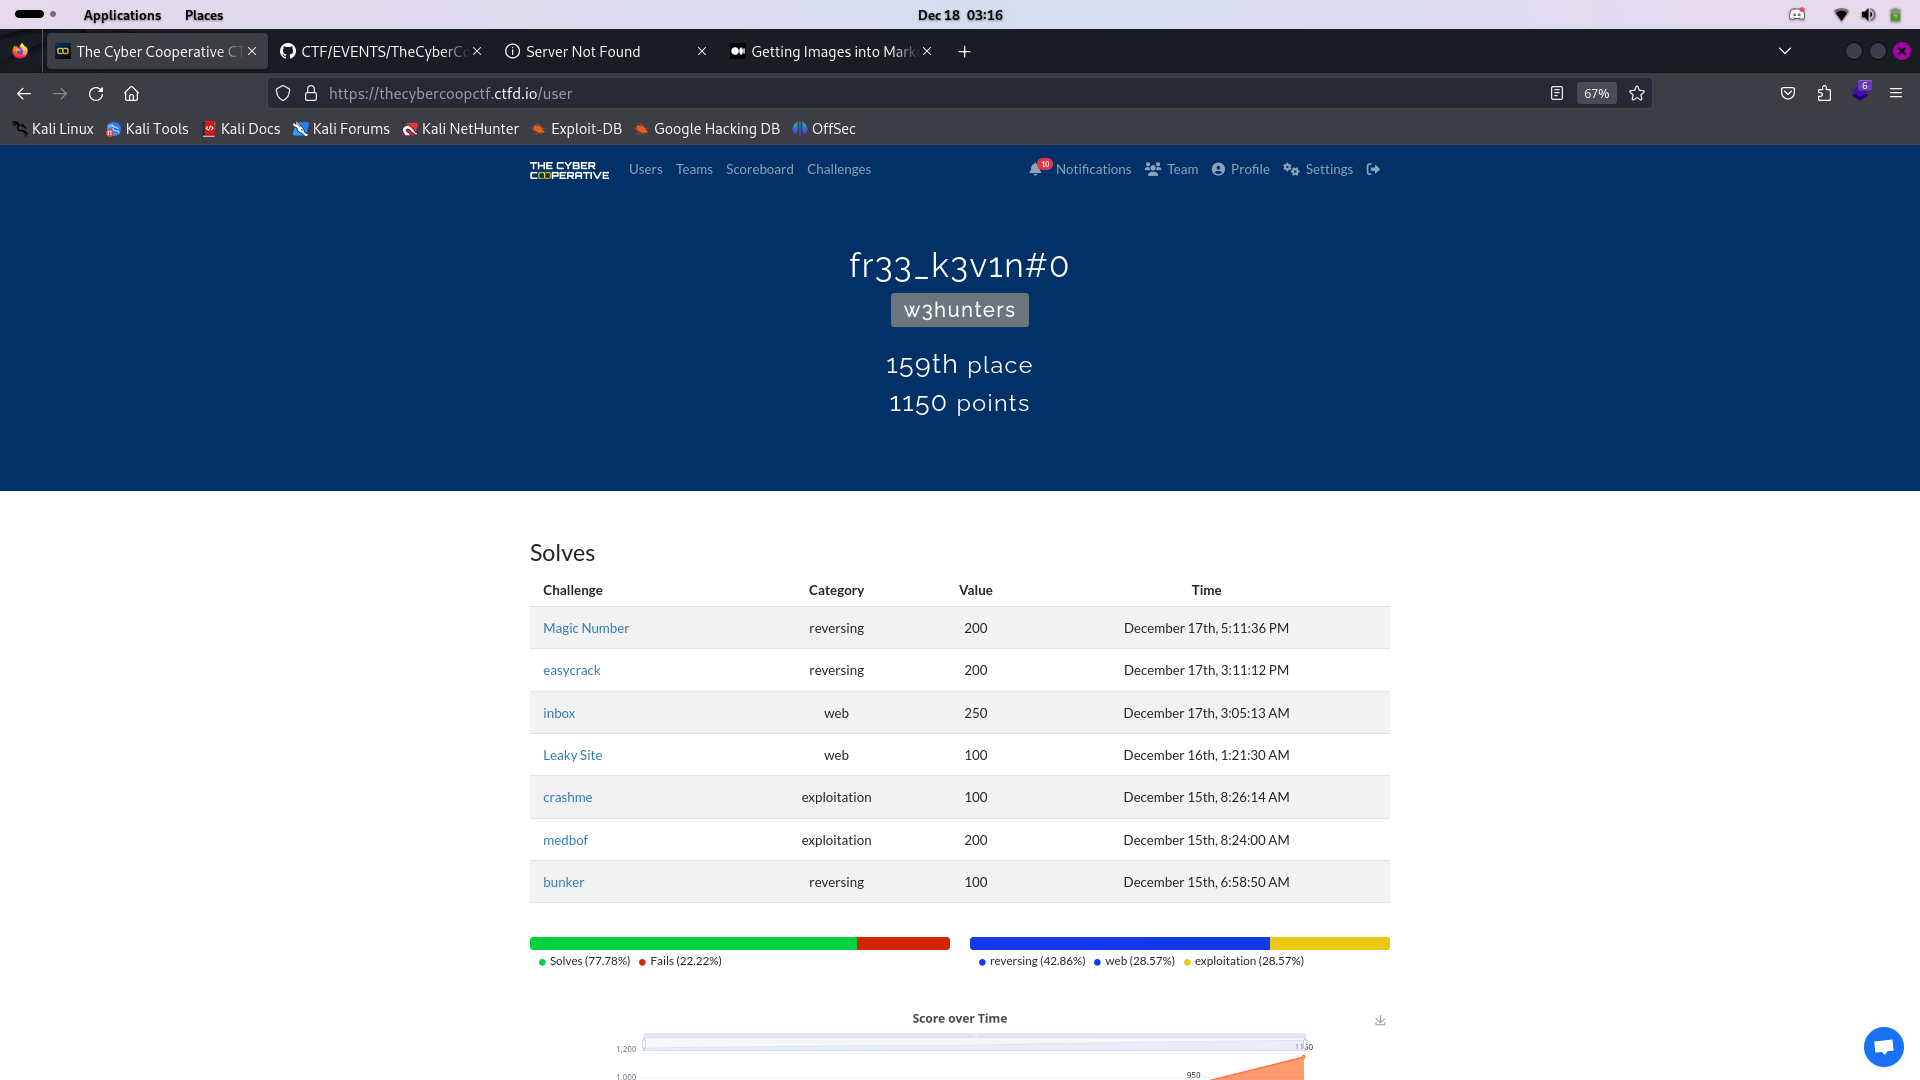 Applications Places Dec 18 03:16
The Cyber Cooperative CT CTF/EVENTS/TheCyberCo Server Not Found Getting Images into Mark
https://thecybercoopctf.ctfd.io/user 67% 6
Kali Linux Kali Tools Kali Docs Kali Forums Kali NetHunter Exploit-DB Google Hacking DB OffSec
THE CYBER
COOPERATIVE
Users Teams Scoreboard Challenges 10 Notifications Team Profile Settings
fr33_k3v1n#0
w3hunters
159th place
1150 points
Solves
Challenge Category Value Time
Magic Number reversing 200 December 17th, 5:11:36 PM
easycrack reversing 200 December 17th, 3:11:12 PM
inbox web 250 December 17th, 3:05:13 AM
Leaky Site web 100 December 16th, 1:21:30 AM
crashme exploitation 100 December 15th, 8:26:14 AM
medbof exploitation 200 December 15th, 8:24:00 AM
bunker reversing 100 December 15th, 6:58:50 AM
Solves (77.78%) Fails (22.22%) reversing (42.86%) web (28.57%) exploitation (28.57%)
Score over Time
1,200 1150
1,000 950